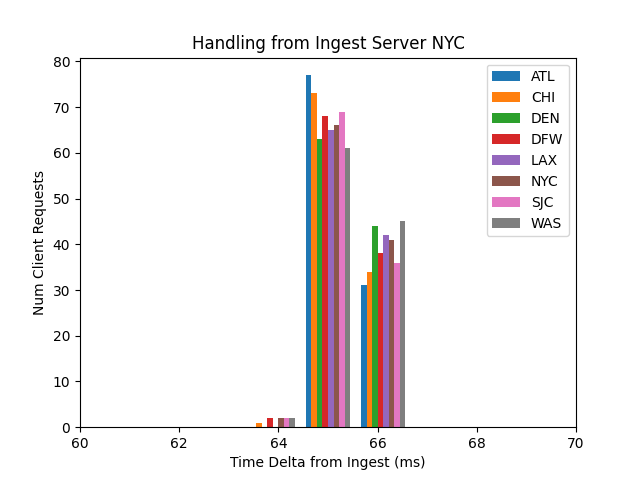 Handling from Ingest Server NYC
80
70
60
50
40
30
20
10
0
Num Client Requests
60 62 64 66 68 70
Time Delta from Ingest (ms)
ATL
CHI
DEN
DFW
LAX
NYC
SJC
WAS